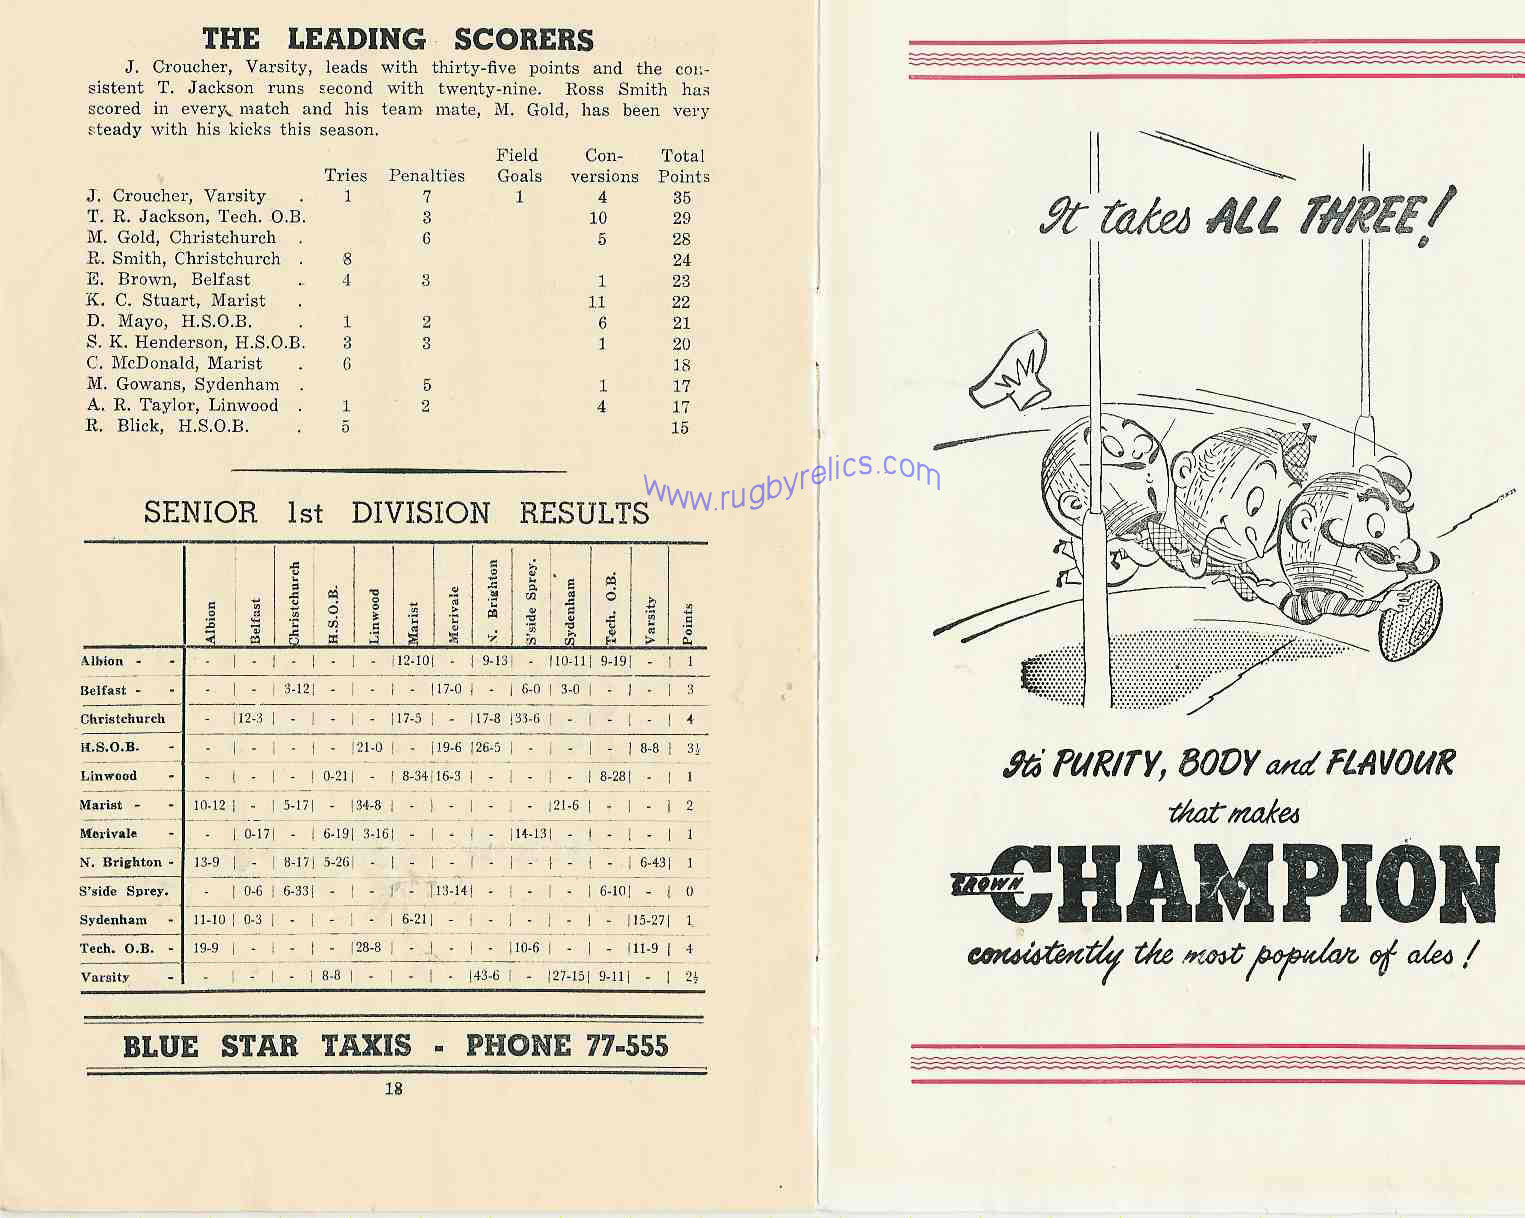 THE LEADING SCORERS
J. Croucher, Varsity, leads with thirty-five points and the con-
sistent T. Jackson runs second with twenty-nine. Ross Smith has
scored in every match and his team mate, M. Gold, has been very
steady with his kicks this season.
Field Con- Total
Tries Penalties Goals versions Points
J. Croucher, Varsity . 1 7 1 4 35
T. R. Jackson, Tech. O.B. 3 10 29
M. Gold, Christchurch . 6 5 28
R. Smith, Christchurch . 8 24
E. Brown, Belfast . 4 3 1 23
K. C. Stuart, Marist . 11 22
D. Mayo, H.S.O.B. . 1 2 6 21
S. K. Henderson, H.S.O.B. 3 3 1 20
C. McDonald, Marist . 6 18
M. Gowans, Sydenham . 5 1 17
A. R. Taylor, Linwood . 1 2 4 17
R. Blick, H.S.O.B. . 5 15
SENIOR 1st DIVISION RESULTS
Albion Belfast Christchurch H.S.O.B. Linwood Marist Merivale N. Brighton S'side Sprey. Sydenham Tech. O.B. Varsity Points
Albion - - - | - | - | - | - | 12-10 | - | 9-13 | - | 10-11 | 9-19 | - | 1
Belfast - - - | - | 3-12 | - | - | - | 17-0 | - | 6-0 | 3-0 | - | - | 3
Christchurch - | 12-3 | - | - | - | 17-5 | - | 17-8 | 33-6 | - | - | - | 4
H.S.O.B. - - | - | - | - | 21-0 | - | 19-6 | 26-5 | - | - | - | 8-8 | 3½
Linwood - - | - | - | 0-21 | - | 8-34 | 16-3 | - | - | - | 8-28 | - | 1
Marist - - 10-12 | - | 5-17 | - | 34-8 | - | - | - | - | 21-6 | - | - | 2
Merivale - - | 0-17 | - | 6-19 | 3-16 | - | - | - | 14-13 | - | - | - | 1
N. Brighton - 13-9 | - | 8-17 | 5-26 | - | - | - | - | - | - | - | 6-43 | 1
S'side Sprey. - | 0-6 | 6-33 | - | - | - | 13-14 | - | - | - | 6-10 | - | 0
Sydenham - 11-10 | 0-3 | - | - | - | 6-21 | - | - | - | - | - | 15-27 | 1
Tech. O.B. - 19-9 | - | - | - | 28-8 | - | - | - | 10-6 | - | - | 11-9 | 4
Varsity - - | - | - | 8-8 | - | - | - | 43-6 | - | 27-15 | 9-11 | - | 2½
BLUE STAR TAXIS - PHONE 77-555
18
www.rugbyrelics.com
It takes ALL THREE!
It's PURITY, BODY and FLAVOUR
that makes
CROWN CHAMPION
consistently the most popular of ales!